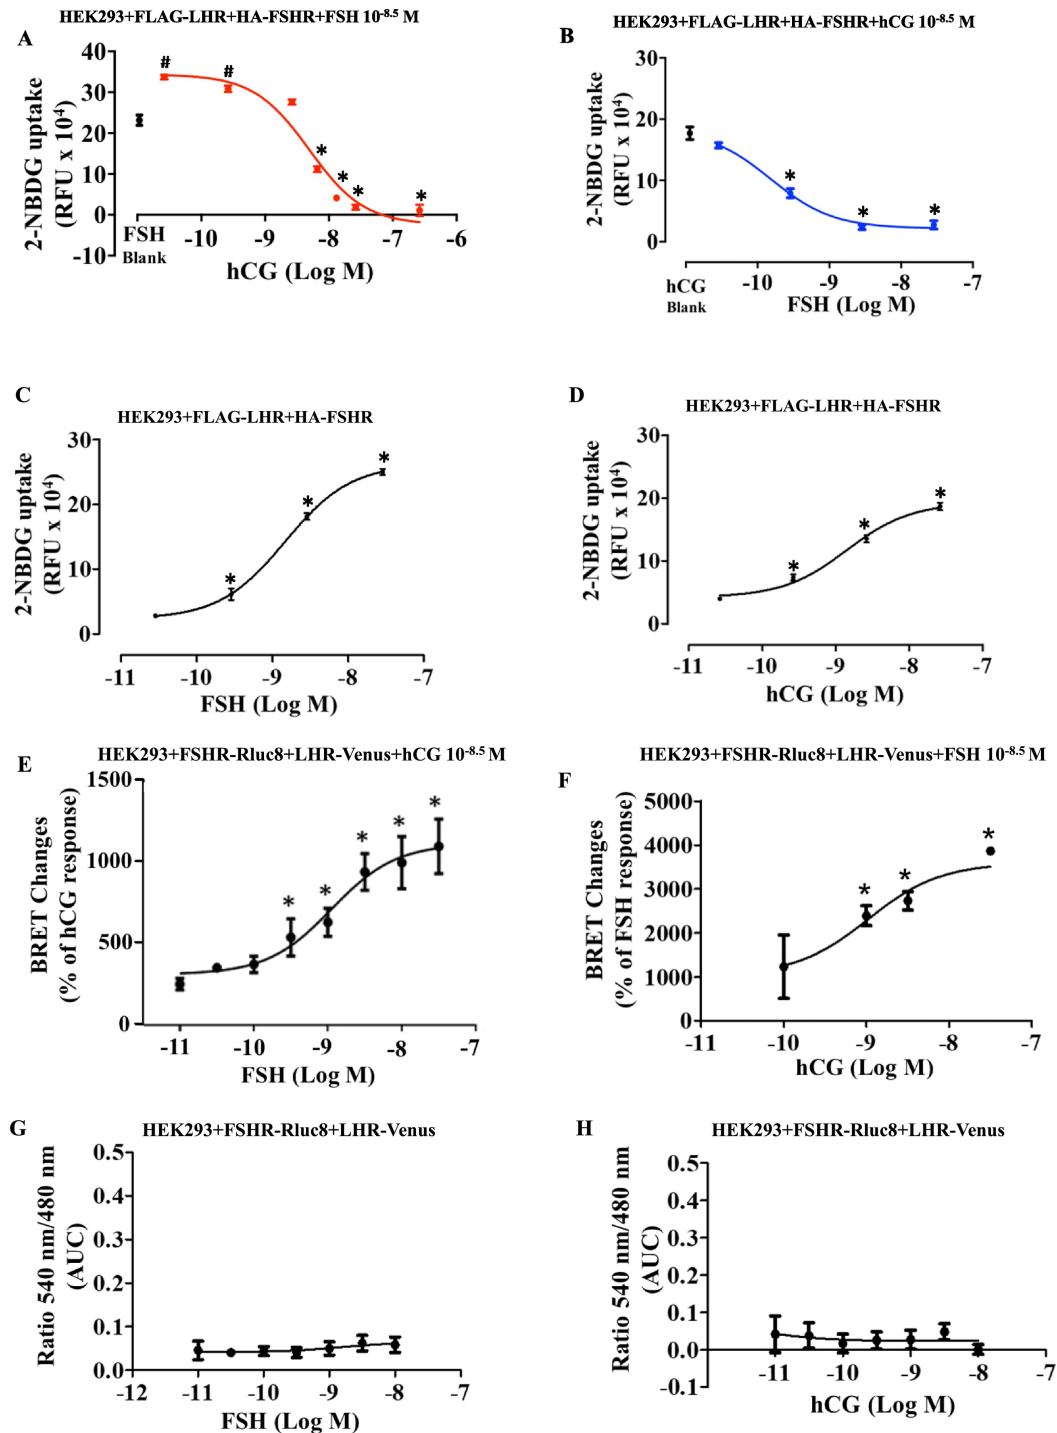 HEK293+FLAG-LHR+HA-FSHR+FSH 10-8.5 M
A
40
30
20
10
0
-10
2-NBDG uptake
(RFU x 10⁴)
#
#
*
*
*
*
FSH
Blank
-10
-9
-8
-7
-6
hCG (Log M)
HEK293+FLAG-LHR+HA-FSHR+hCG 10-8.5 M
B
30
20
10
0
2-NBDG uptake
(RFU x 10⁴)
*
*
*
hCG
Blank
-10
-9
-8
-7
FSH (Log M)
C
HEK293+FLAG-LHR+HA-FSHR
30
20
10
0
2-NBDG uptake
(RFU x 10⁴)
*
*
*
-11
-10
-9
-8
-7
FSH (Log M)
D
HEK293+FLAG-LHR+HA-FSHR
30
20
10
0
2-NBDG uptake
(RFU x 10⁴)
*
*
*
-11
-10
-9
-8
-7
hCG (Log M)
HEK293+FSHR-Rluc8+LHR-Venus+hCG 10-8.5 M
E
1500
1000
500
0
BRET Changes
(% of hCG response)
*
*
*
*
*
-11
-10
-9
-8
-7
FSH (Log M)
HEK293+FSHR-Rluc8+LHR-Venus+FSH 10-8.5 M
F
5000
4000
3000
2000
1000
0
BRET Changes
(% of FSH response)
*
*
*
-11
-10
-9
-8
-7
hCG (Log M)
G
HEK293+FSHR-Rluc8+LHR-Venus
0.5
0.4
0.3
0.2
0.1
0.0
Ratio 540 nm/480 nm
(AUC)
-12
-11
-10
-9
-8
-7
FSH (Log M)
H
HEK293+FSHR-Rluc8+LHR-Venus
0.5
0.4
0.3
0.2
0.1
0.0
-0.1
Ratio 540 nm/480 nm
(AUC)
-11
-10
-9
-8
-7
hCG (Log M)